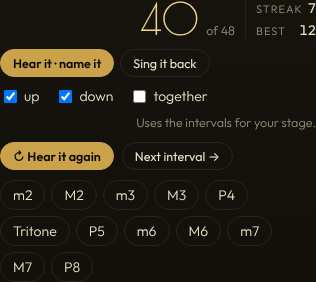 40 of 48 STREAK 7
BEST 12
Hear it · name it Sing it back
up down together
Uses the intervals for your stage.
↻ Hear it again Next interval →
m2 M2 m3 M3 P4
Tritone P5 m6 M6 m7
M7 P8